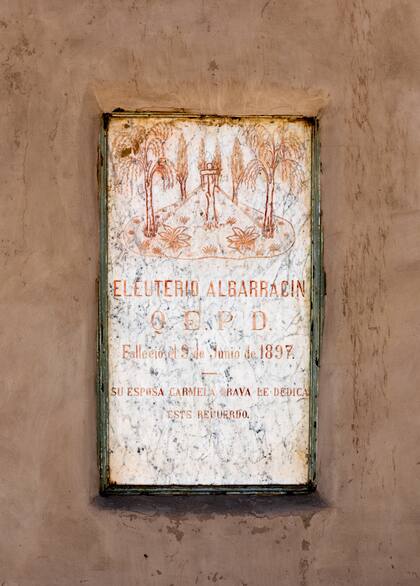 ELEUTERIO ALBARRACIN
Q. E. P. D.
Falleció el 9 de Junio de 1897.
SU ESPOSA CARMELA BRAVA LE DEDICA
ESTE RECUERDO.